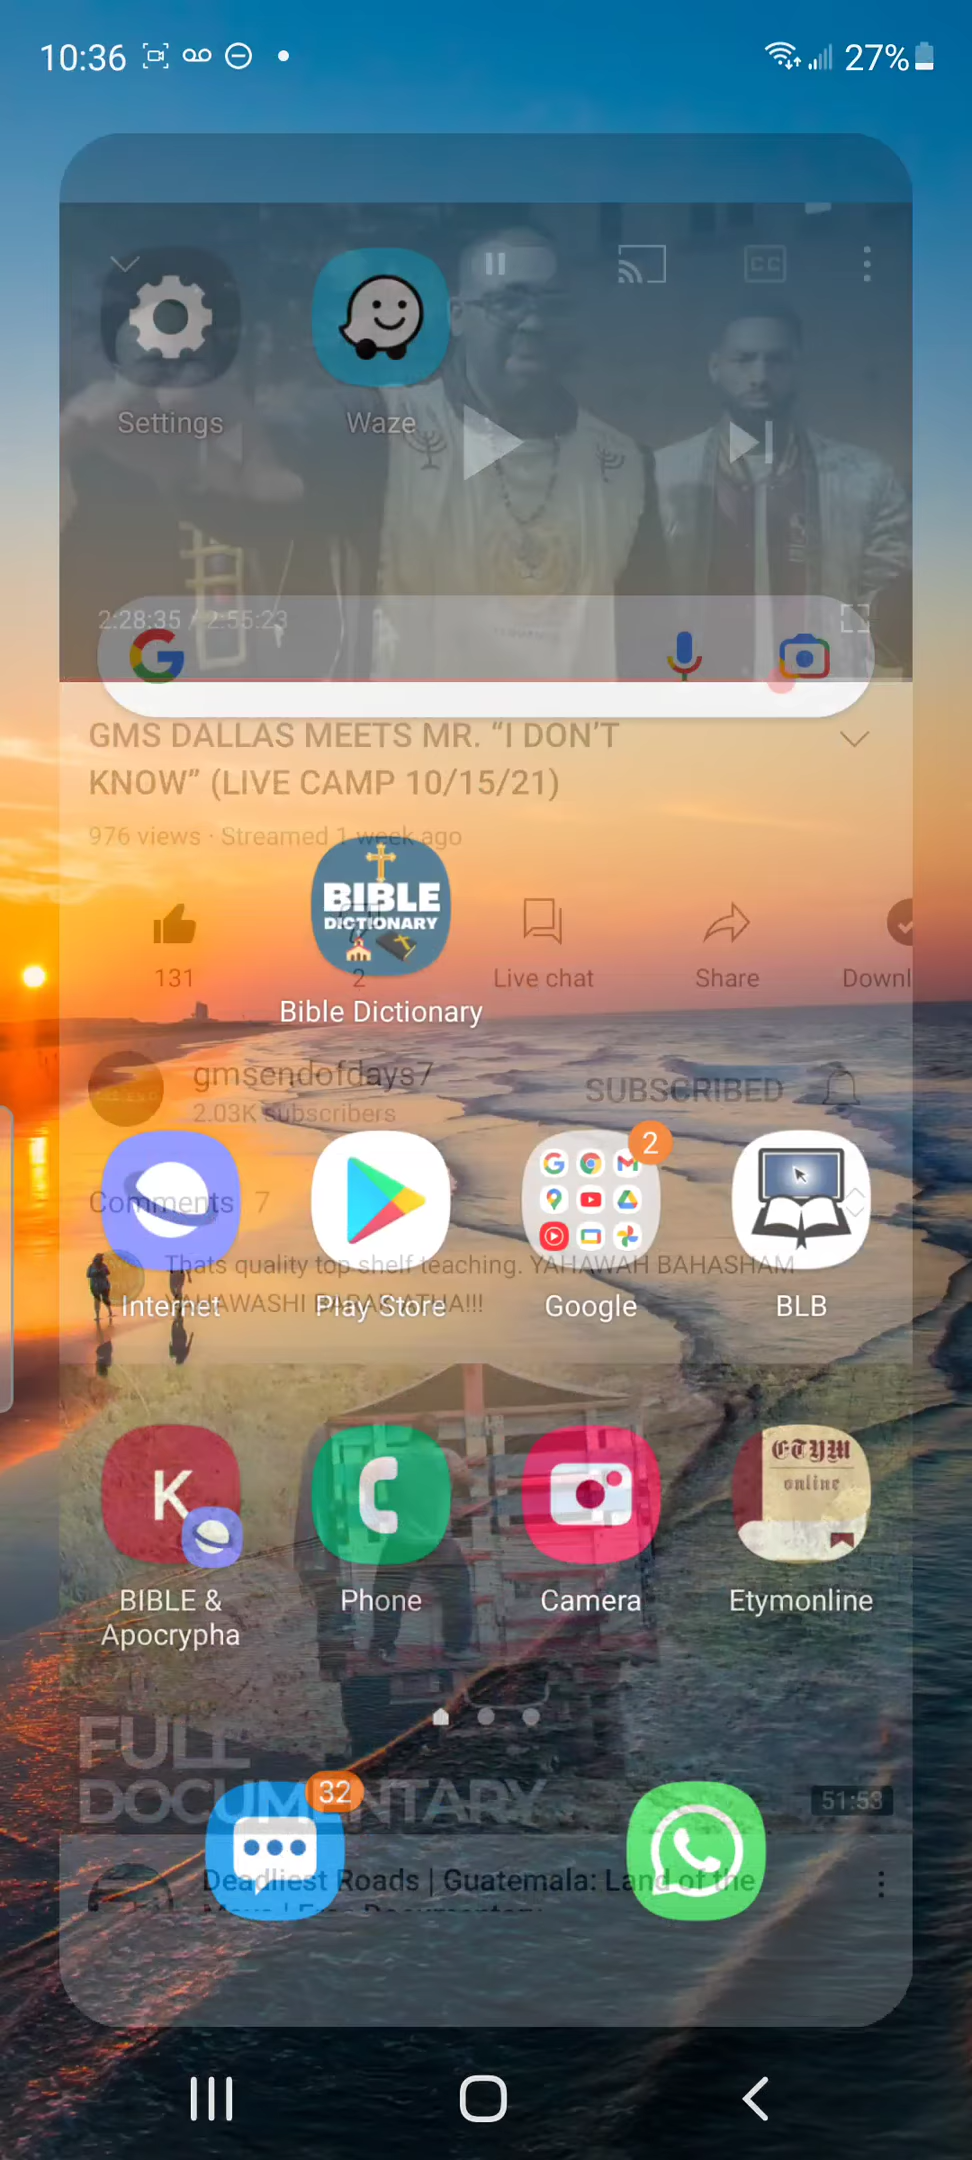 10:36
27%
CC
Settings
Waze
2:28:35 / 2:55:23
G
GMS DALLAS MEETS MR. “I DON’T
KNOW” (LIVE CAMP 10/15/21)
976 views · Streamed 1 week ago
BIBLE
DICTIONARY
131
2
Live chat
Share
Downl
Bible Dictionary
gmsendofdays7
2.03K subscribers
SUBSCRIBED
2
Comments 7
Thats quality top shelf teaching. YAHAWAH BAHASHAM
Internet
Play Store
Google
BLB
K
ETYM
online
BIBLE &
Apocrypha
Phone
Camera
Etymonline
FULL
DOCUMENTARY
32
51:53
Deadliest Roads | Guatemala: Land of the